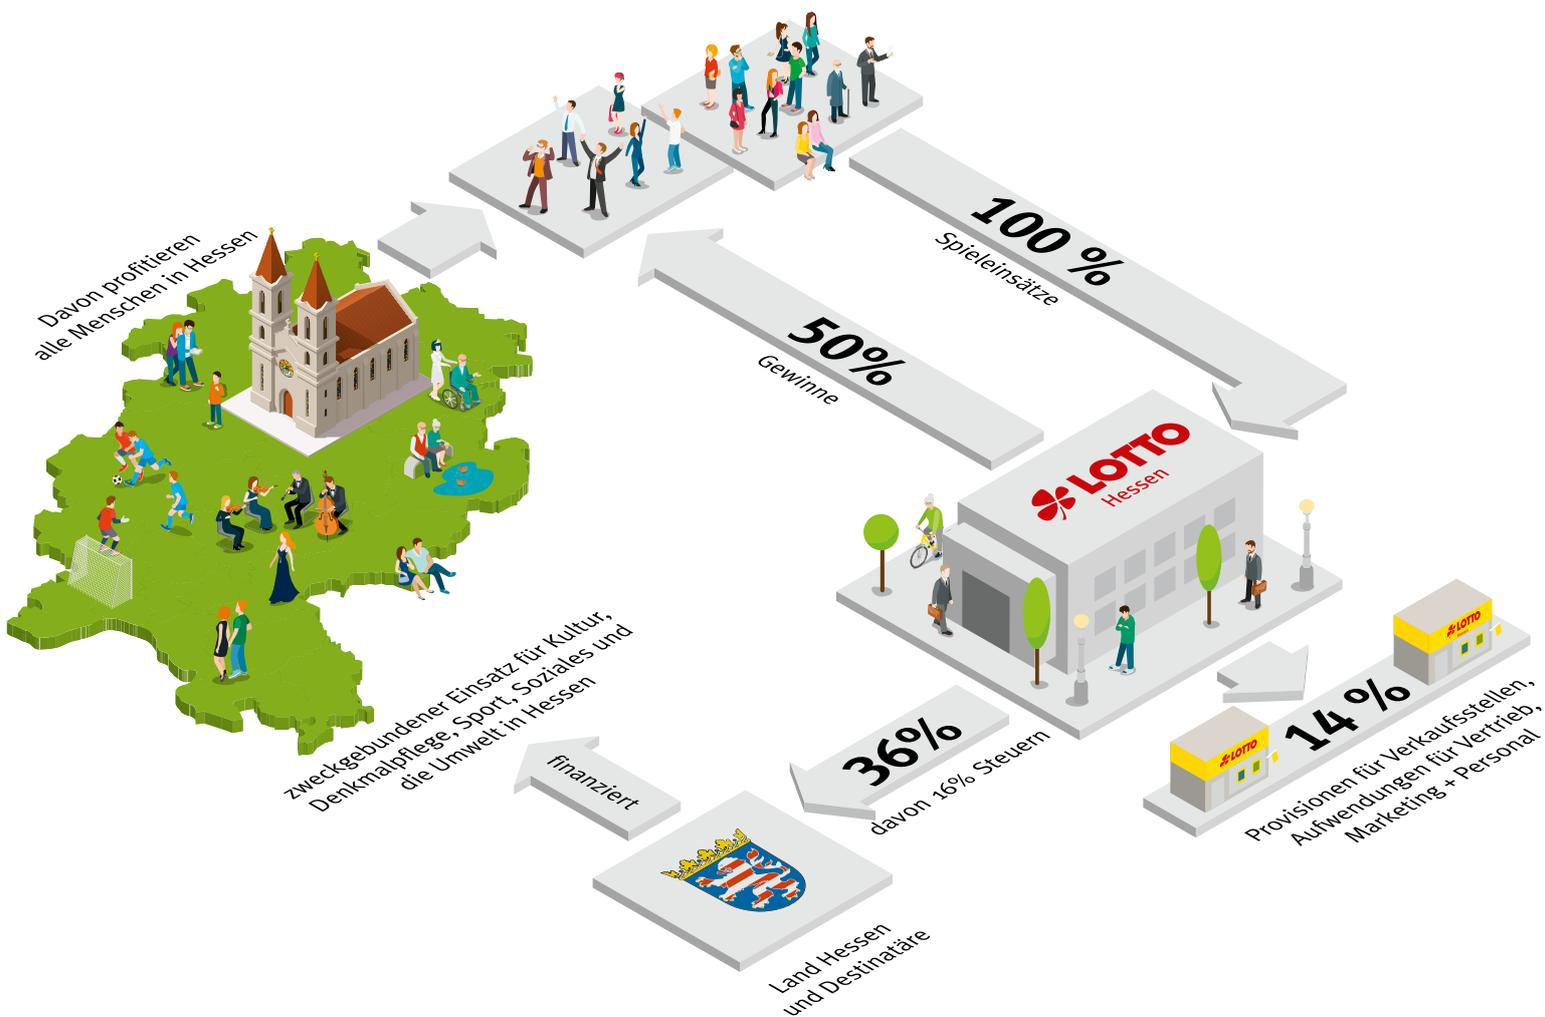 100 %
Spieleinsätze
50%
Gewinne
Davon profitieren
alle Menschen in Hessen
LOTTO
Hessen
36%
davon 16% Steuern
14 %
LOTTO
LOTTO
Provisionen für Verkaufsstellen,
Aufwendungen für Vertrieb,
Marketing + Personal
zweckgebundener Einsatz für Kultur,
Denkmalpflege, Sport, Soziales und
die Umwelt in Hessen
finanziert
Land Hessen
und Destinatäre